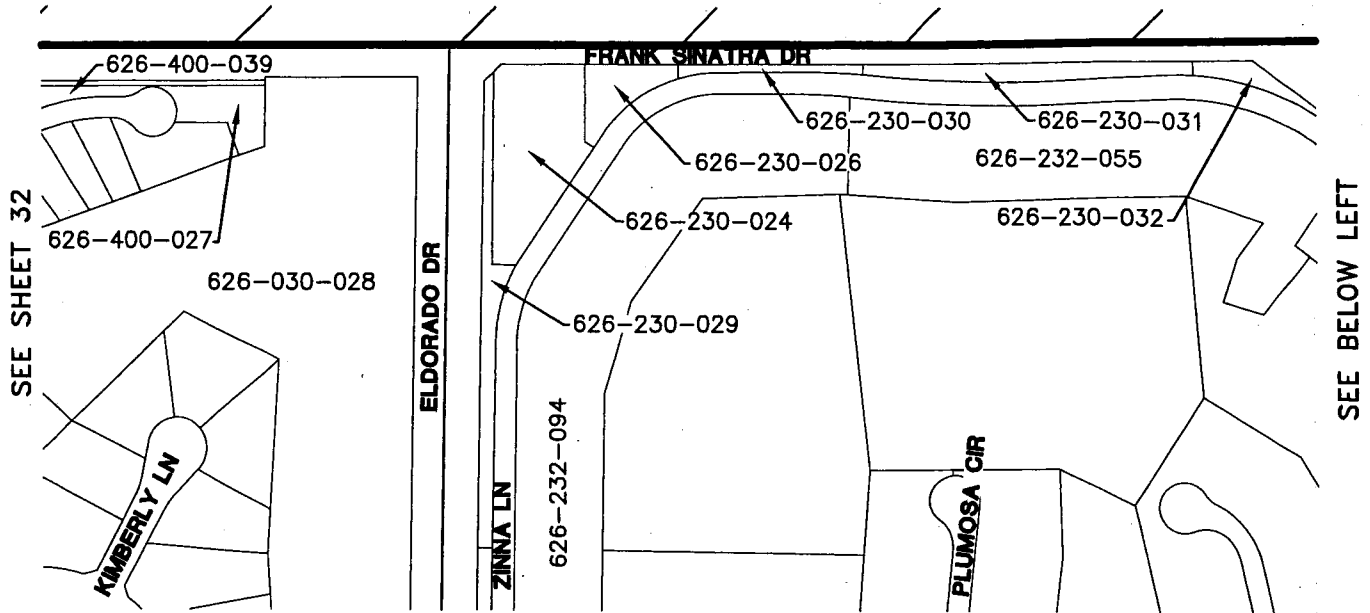 FRANK SINATRA DR
626-400-039
626-230-030
626-230-031
626-230-026
626-232-055
626-230-024
626-230-032
626-400-027
626-030-028
626-230-029
SEE SHEET 32
ELDORADO DR
SEE BELOW LEFT
626-232-094
KIMBERLY LN
ZINNA LN
PLUMOSA CIR